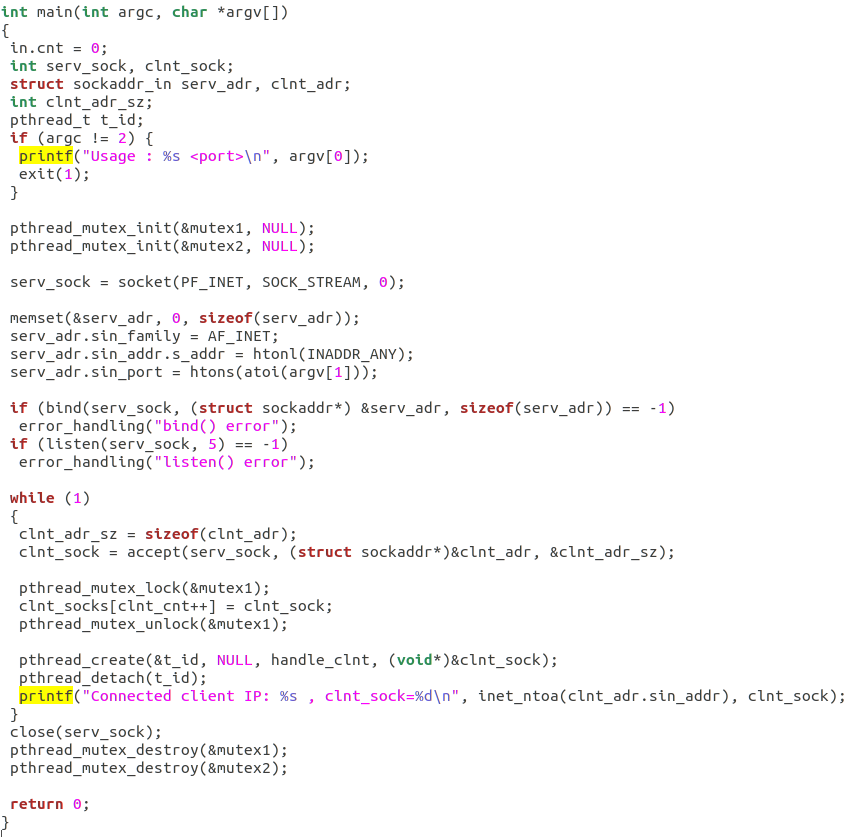 int main(int argc, char *argv[])
{
 in.cnt = 0;
 int serv_sock, clnt_sock;
 struct sockaddr_in serv_adr, clnt_adr;
 int clnt_adr_sz;
 pthread_t t_id;
 if (argc != 2) {
  printf("Usage : %s <port>\n", argv[0]);
  exit(1);
 }

 pthread_mutex_init(&mutex1, NULL);
 pthread_mutex_init(&mutex2, NULL);

 serv_sock = socket(PF_INET, SOCK_STREAM, 0);

 memset(&serv_adr, 0, sizeof(serv_adr));
 serv_adr.sin_family = AF_INET;
 serv_adr.sin_addr.s_addr = htonl(INADDR_ANY);
 serv_adr.sin_port = htons(atoi(argv[1]));

 if (bind(serv_sock, (struct sockaddr*) &serv_adr, sizeof(serv_adr)) == -1)
  error_handling("bind() error");
 if (listen(serv_sock, 5) == -1)
  error_handling("listen() error");

 while (1)
 {
  clnt_adr_sz = sizeof(clnt_adr);
  clnt_sock = accept(serv_sock, (struct sockaddr*)&clnt_adr, &clnt_adr_sz);

  pthread_mutex_lock(&mutex1);
  clnt_socks[clnt_cnt++] = clnt_sock;
  pthread_mutex_unlock(&mutex1);

  pthread_create(&t_id, NULL, handle_clnt, (void*)&clnt_sock);
  pthread_detach(t_id);
  printf("Connected client IP: %s , clnt_sock=%d\n", inet_ntoa(clnt_adr.sin_addr), clnt_sock);
 }
 close(serv_sock);
 pthread_mutex_destroy(&mutex1);
 pthread_mutex_destroy(&mutex2);

 return 0;
}